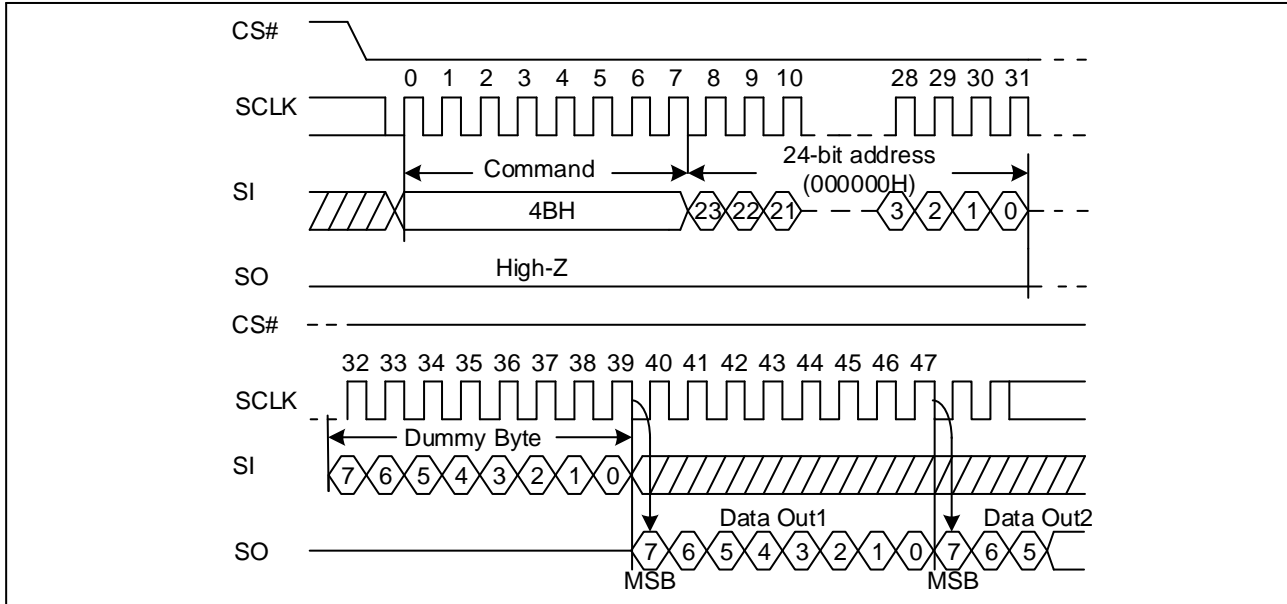 CS#
0 1 2 3 4 5 6 7 8 9 10 28 29 30 31
SCLK
Command
24-bit address
(000000H)
SI
4BH
23 22 21 3 2 1 0
High-Z
SO
CS#
32 33 34 35 36 37 38 39 40 41 42 43 44 45 46 47
SCLK
Dummy Byte
SI
7 6 5 4 3 2 1 0
Data Out1 Data Out2
SO
7 6 5 4 3 2 1 0 7 6 5
MSB MSB